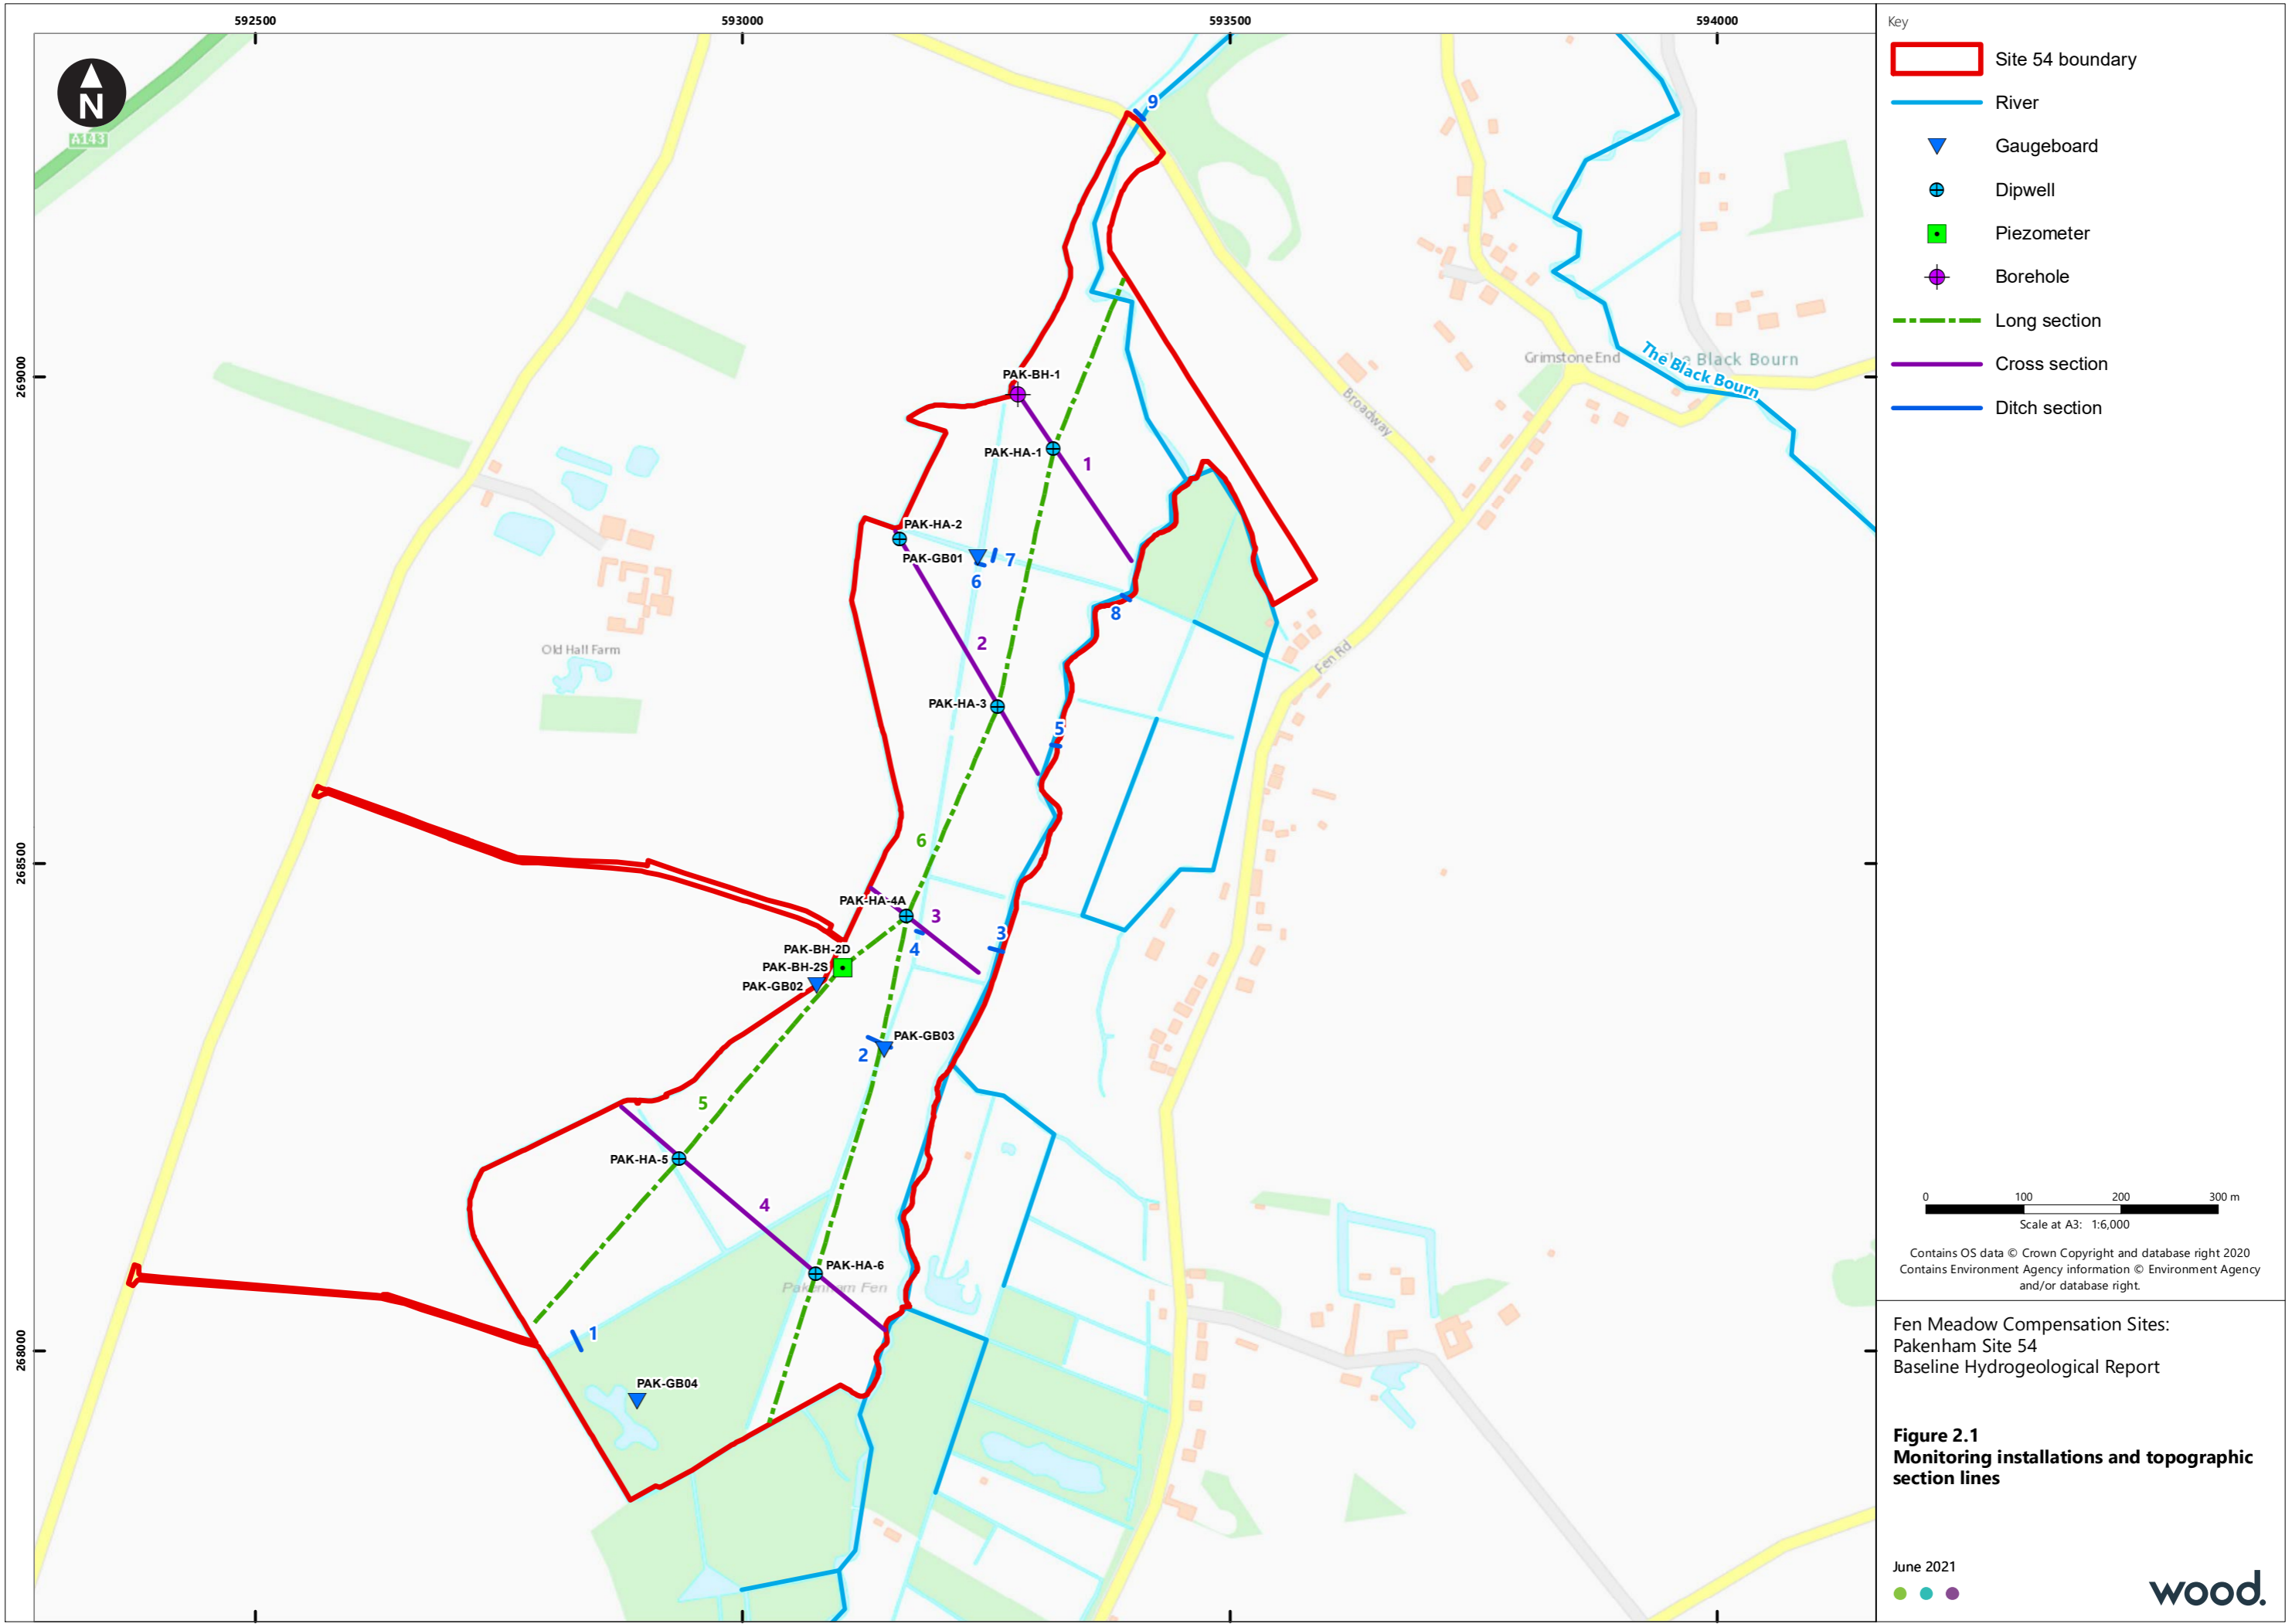 592500
593000
593500
594000
269000
268500
268000
N
A143
9
Grimstone End
The Black Bourn
The Black Bourn
Broadway
PAK-BH-1
PAK-HA-1
1
PAK-HA-2
PAK-GB01
7
6
8
2
Old Hall Farm
Fen Rd
PAK-HA-3
5
6
PAK-HA-4A
3
3
4
PAK-BH-2D
PAK-BH-2S
PAK-GB02
PAK-GB03
2
5
PAK-HA-5
4
PAK-HA-6
Pakenham Fen
1
PAK-GB04
Key
Site 54 boundary
River
Gaugeboard
Dipwell
Piezometer
Borehole
Long section
Cross section
Ditch section
0 100 200 300 m
Scale at A3: 1:6,000
Contains OS data © Crown Copyright and database right 2020
Contains Environment Agency information © Environment Agency
and/or database right.
Fen Meadow Compensation Sites:
Pakenham Site 54
Baseline Hydrogeological Report
Figure 2.1
Monitoring installations and topographic
section lines
June 2021
wood.